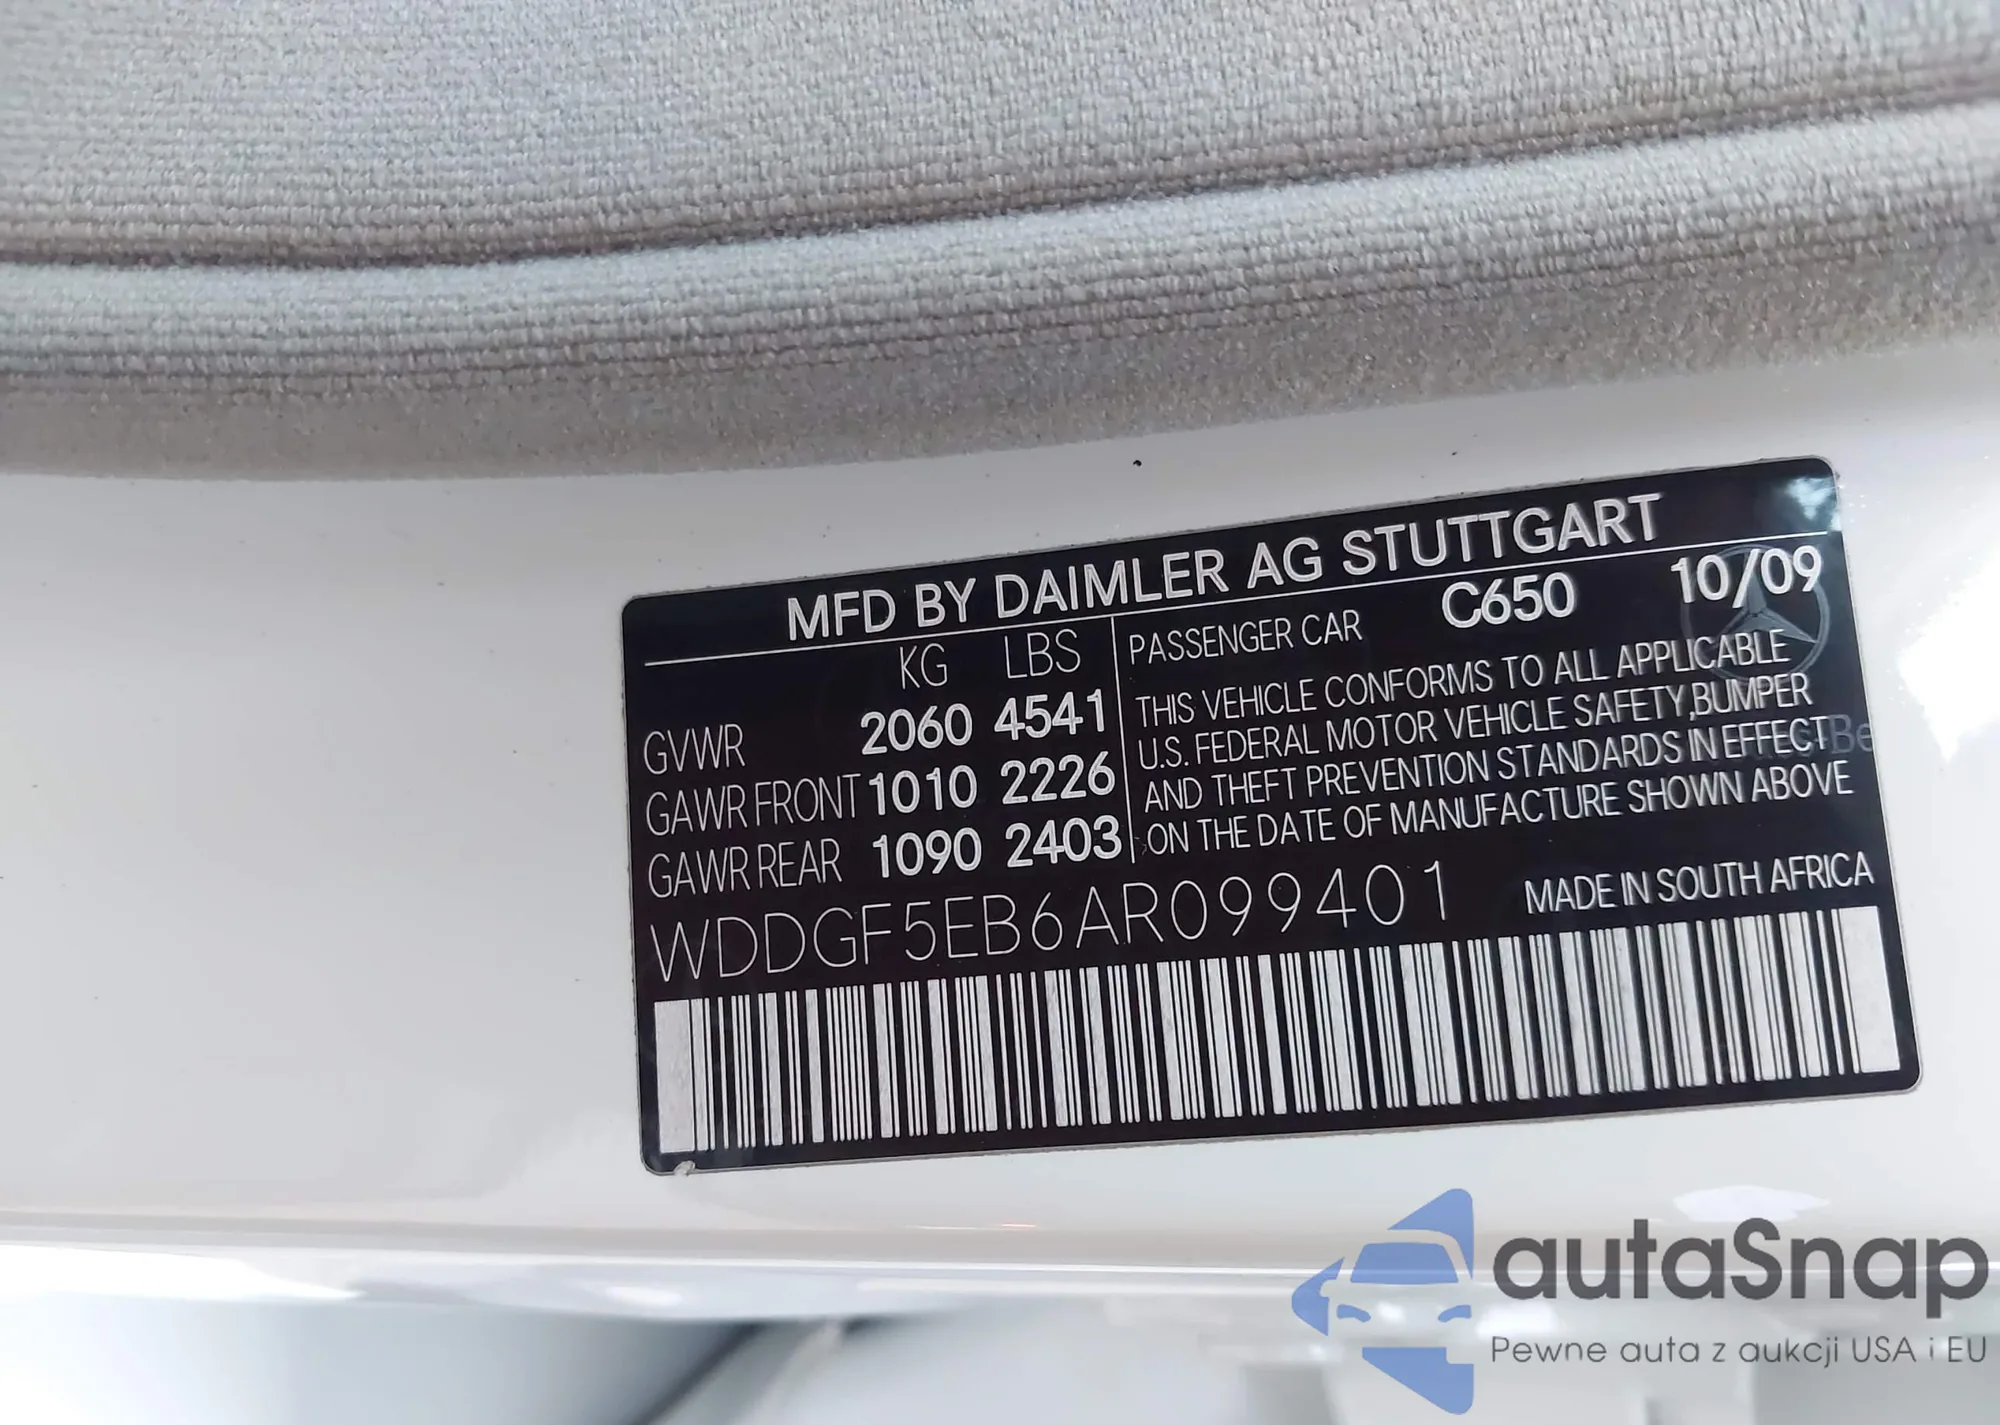 MFD BY DAIMLER AG STUTTGART
KG LBS
GVWR 2060 4541
GAWR FRONT 1010 2226
GAWR REAR 1090 2403
PASSENGER CAR C650 10/09
THIS VEHICLE CONFORMS TO ALL APPLICABLE
U.S. FEDERAL MOTOR VEHICLE SAFETY,BUMPER
AND THEFT PREVENTION STANDARDS IN EFFECT
ON THE DATE OF MANUFACTURE SHOWN ABOVE
WDDGF5EB6AR099401 MADE IN SOUTH AFRICA
autaSnap
Pewne auta z aukcji USA i EU